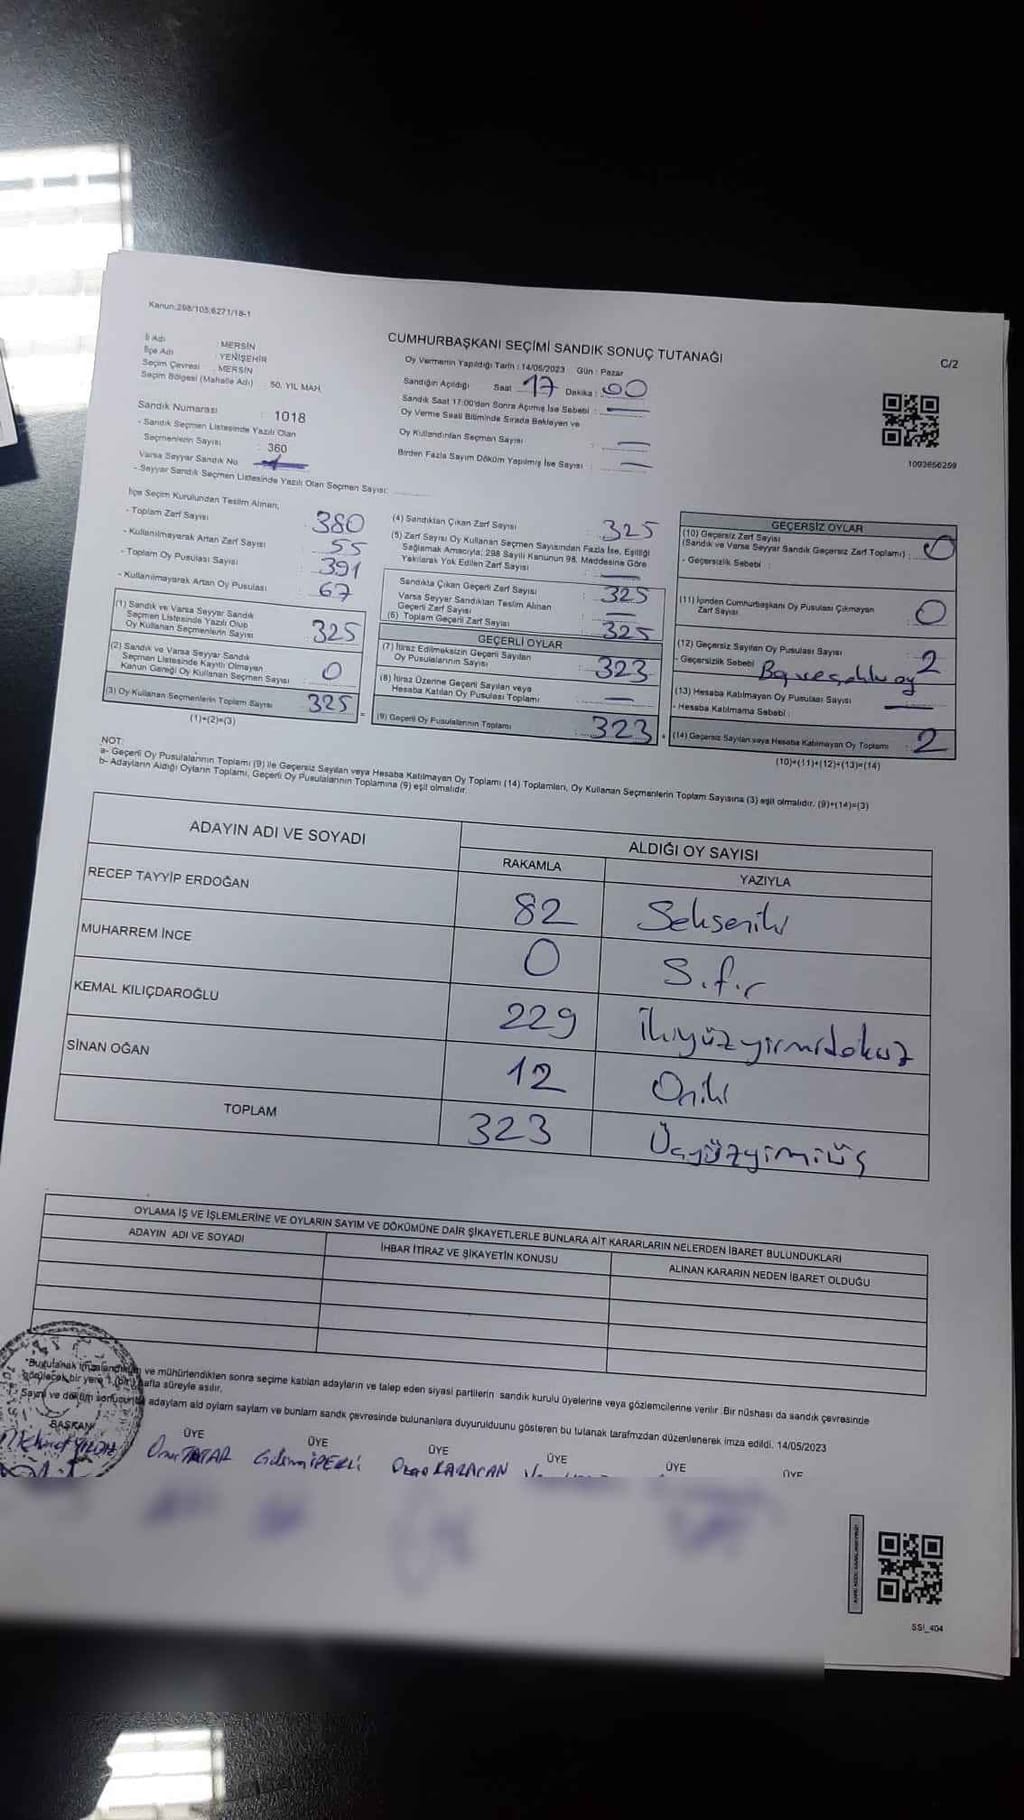 Kanun:298/105;6271/18-1
CUMHURBAŞKANI SEÇİMİ SANDIK SONUÇ TUTANAĞI
C/2
İl Adı : MERSİN
İlçe Adı : YENİŞEHİR
Seçim Çevresi : MERSİN
Seçim Bölgesi (Mahalle Adı) 50. YIL MAH.
Oy Vermenin Yapıldığı Tarih : 14/05/2023 Gün : Pazar
Sandığın Açıldığı Saat : 17 Dakika : 00
Sandık Saat 17:00'dan Sonra Açılmış İse Sebebi : —
Oy Verme Saati Bitiminde Sırada Bekleyen ve
Oy Kullandırılan Seçmen Sayısı : —
Birden Fazla Sayım Döküm Yapılmış İse Sayısı : —
1093656259
Sandık Numarası : 1018
- Sandık Seçmen Listesinde Yazılı Olan
Seçmenlerin Sayısı : 360
Varsa Seyyar Sandık No
- Seyyar Sandık Seçmen Listesinde Yazılı Olan Seçmen Sayısı:
İlçe Seçim Kurulundan Teslim Alınan,
- Toplam Zarf Sayısı 380
- Kullanılmayarak Artan Zarf Sayısı 55
- Toplam Oy Pusulası Sayısı 391
- Kullanılmayarak Artan Oy Pusulası 67
(1) Sandık ve Varsa Seyyar Sandık
Seçmen Listesinde Yazılı Olup
Oy Kullanan Seçmenlerin Sayısı 325
(2) Sandık ve Varsa Seyyar Sandık
Seçmen Listesinde Kayıtlı Olmayan
Kanun Gereği Oy Kullanan Seçmen Sayısı 0
(3) Oy Kullanan Seçmenlerin Toplam Sayısı 325
(1)+(2)=(3)
(4) Sandıktan Çıkan Zarf Sayısı : 325
(5) Zarf Sayısı Oy Kullanan Seçmen Sayısından Fazla İse, Eşitliği
Sağlamak Amacıyla, 298 Sayılı Kanunun 98. Maddesine Göre
Yakılarak Yok Edilen Zarf Sayısı : —
Sandıkta Çıkan Geçerli Zarf Sayısı : 325
Varsa Seyyar Sandıktan Teslim Alınan
Geçerli Zarf Sayısı : —
(6) Toplam Geçerli Zarf Sayısı : 325
GEÇERLİ OYLAR
(7) İtiraz Edilmeksizin Geçerli Sayılan
Oy Pusulalarının Sayısı : 323
(8) İtiraz Üzerine Geçerli Sayılan veya
Hesaba Katılan Oy Pusulası Toplamı : —
(9) Geçerli Oy Pusulalarının Toplamı : 323
GEÇERSİZ OYLAR
(10) Geçersiz Zarf Sayısı
(Sandık ve Varsa Seyyar Sandık Geçersiz Zarf Toplamı) : 0
- Geçersizlik Sebebi :
(11) İçinden Cumhurbaşkanı Oy Pusulası Çıkmayan
Zarf Sayısı : 0
(12) Geçersiz Sayılan Oy Pusulası Sayısı : 2
- Geçersizlik Sebebi : oy
(13) Hesaba Katılmayan Oy Pusulası Sayısı : —
- Hesaba Katılmama Sebebi :
(14) Geçersiz Sayılan veya Hesaba Katılmayan Oy Toplamı : 2
(10)+(11)+(12)+(13)=(14)
NOT:
a- Geçerli Oy Pusulalarının Toplamı (9) ile Geçersiz Sayılan veya Hesaba Katılmayan Oy Toplamı (14) Toplamları, Oy Kullanan Seçmenlerin Toplam Sayısına (3) eşit olmalıdır. (9)+(14)=(3)
b- Adayların Aldığı Oyların Toplamı, Geçerli Oy Pusulalarının Toplamına (9) eşit olmalıdır.
ADAYIN ADI VE SOYADI
ALDIĞI OY SAYISI
RAKAMLA YAZIYLA
RECEP TAYYİP ERDOĞAN 82 Seksen iki
MUHARREM İNCE 0 Sıfır
KEMAL KILIÇDAROĞLU 229 İkiyüzyirmidokuz
SİNAN OĞAN 12 Oniki
TOPLAM 323 Üçyüzyirmiüç
OYLAMA İŞ VE İŞLEMLERİNE VE OYLARIN SAYIM VE DÖKÜMÜNE DAİR ŞİKAYETLERLE BUNLARA AİT KARARLARIN NELERDEN İBARET BULUNDUKLARI
ADAYIN ADI VE SOYADI İHBAR İTİRAZ VE ŞİKAYETİN KONUSU ALINAN KARARIN NEDEN İBARET OLDUĞU
*Bu tutanak imzalandıktan ve mühürlendikten sonra seçime katılan adayların ve talep eden siyasi partilerin sandık kurulu üyelerine veya gözlemcilerine verilir. Bir nüshası da sandık çevresinde
görülecek bir yere 1 (bir) hafta süreyle asılır.
Sayım ve döküm sonucunda adayların aldığı oyların sayıları ve bunların sandık çevresinde bulunanlara duyurulduğunu gösteren bu tutanak tarafımızdan düzenlenerek imza edildi. 14/05/2023
BAŞKAN ÜYE ÜYE ÜYE ÜYE ÜYE ÜYE
Mehmet YILDIZ Onur TATAR Gülsüm İPEKLİ Ozan KARACAN
SSI_404